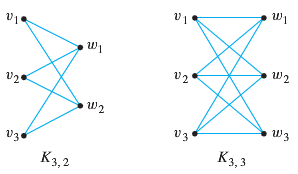 v₁ w₁
v₂
v₃ w₂
K₃,₂
v₁ w₁
v₂ w₂
v₃ w₃
K₃,₃